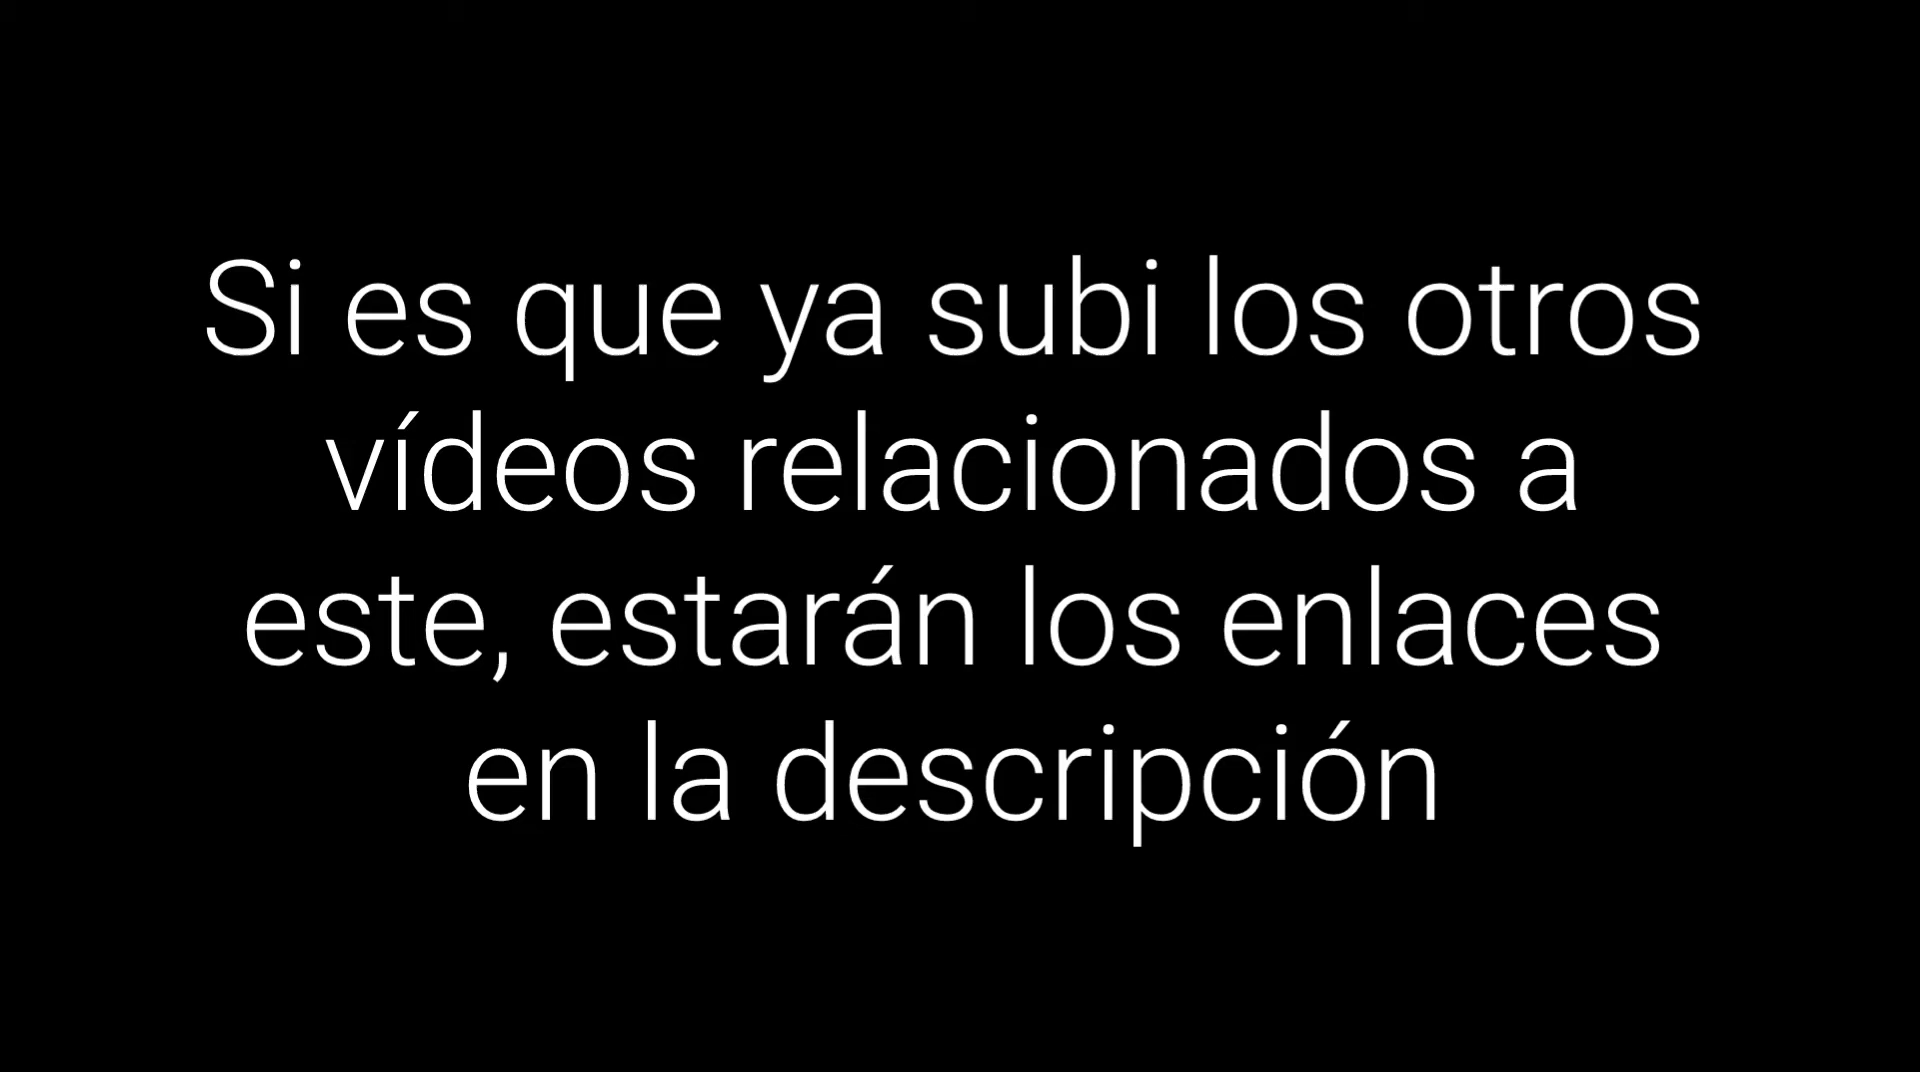 Si es que ya subi los otros
vídeos relacionados a
este, estarán los enlaces
en la descripción